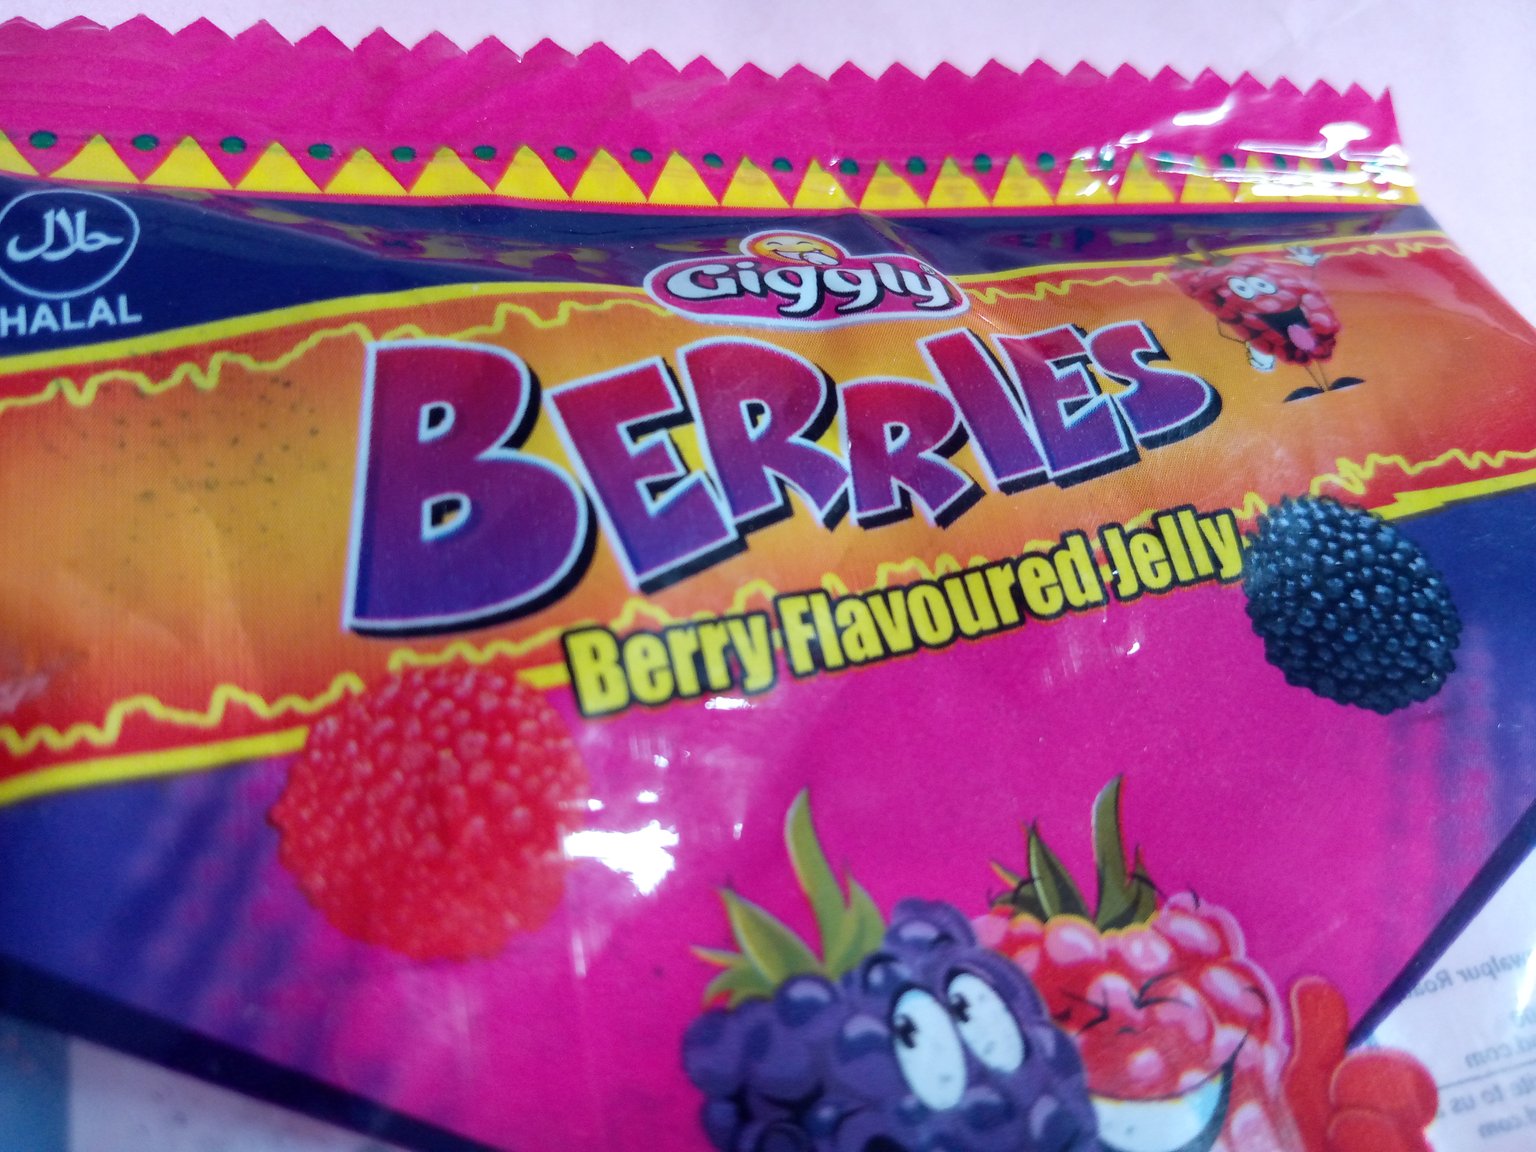 حلال
HALAL
Giggly
BERRIES
Berry Flavoured Jelly